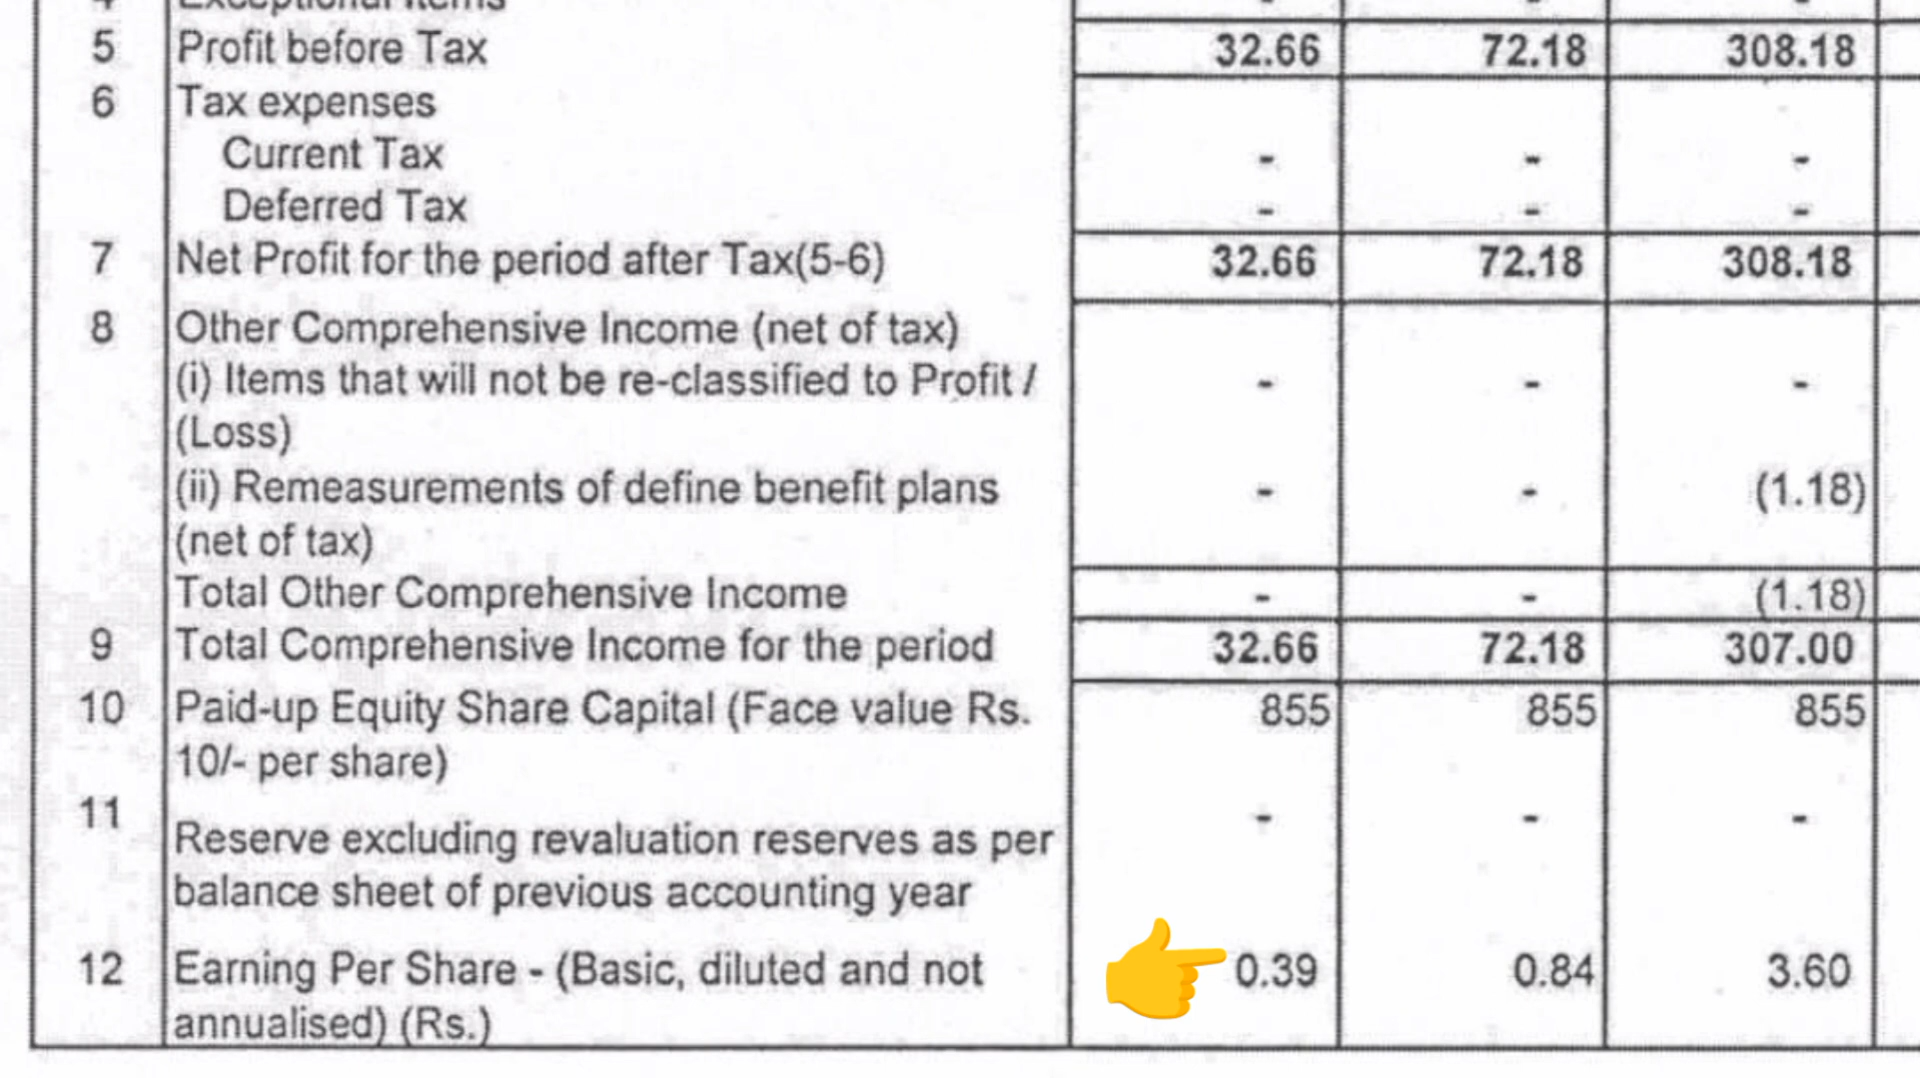 4 Exceptional Items - - -
5 Profit before Tax 32.66 72.18 308.18
6 Tax expenses
Current Tax - - -
Deferred Tax - - -
7 Net Profit for the period after Tax(5-6) 32.66 72.18 308.18
8 Other Comprehensive Income (net of tax)
(i) Items that will not be re-classified to Profit / - - -
(Loss)
(ii) Remeasurements of define benefit plans - - (1.18)
(net of tax)
Total Other Comprehensive Income - - (1.18)
9 Total Comprehensive Income for the period 32.66 72.18 307.00
10 Paid-up Equity Share Capital (Face value Rs. 855 855 855
10/- per share)
11 - - -
Reserve excluding revaluation reserves as per
balance sheet of previous accounting year
12 Earning Per Share - (Basic, diluted and not 0.39 0.84 3.60
annualised) (Rs.)